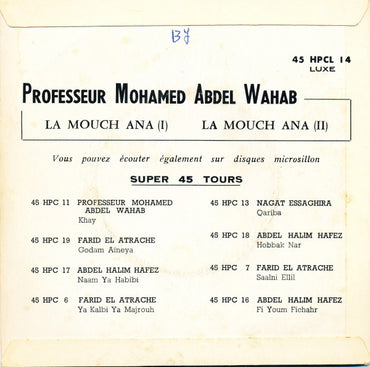 BJ
45 HPCL 14
LUXE
PROFESSEUR MOHAMED ABDEL WAHAB
LA MOUCH ANA (I) LA MOUCH ANA (II)
Vous pouvez écouter également sur disques microsillon
SUPER 45 TOURS
45 HPC 11 PROFESSEUR MOHAMED
ABDEL WAHAB
Khay
45 HPC 19 FARID EL ATRACHE
Godam Aineya
45 HPC 17 ABDEL HALIM HAFEZ
Naam Ya Habibi
45 HPC 6 FARID EL ATRACHE
Ya Kalbi Ya Majrouh
45 HPC 13 NAGAT ESSAGHIRA
Qariba
45 HPC 18 ABDEL HALIM HAFEZ
Hobbak Nar
45 HPC 7 FARID EL ATRACHE
Saalni Ellil
45 HPC 16 ABDEL HALIM HAFEZ
Fi Youm Fichahr